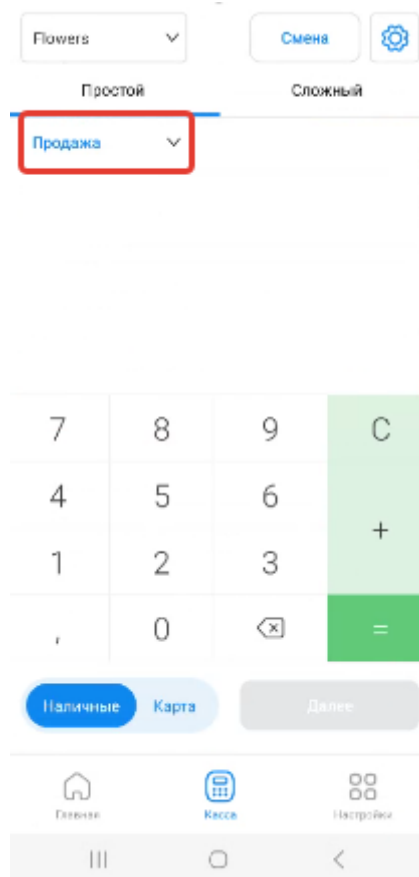 Flowers
Смена
Простой
Сложный
Продажа
7 8 9 C
4 5 6
+
1 2 3
, 0 =
Наличные Карта Далее
Главная Касса Настройки